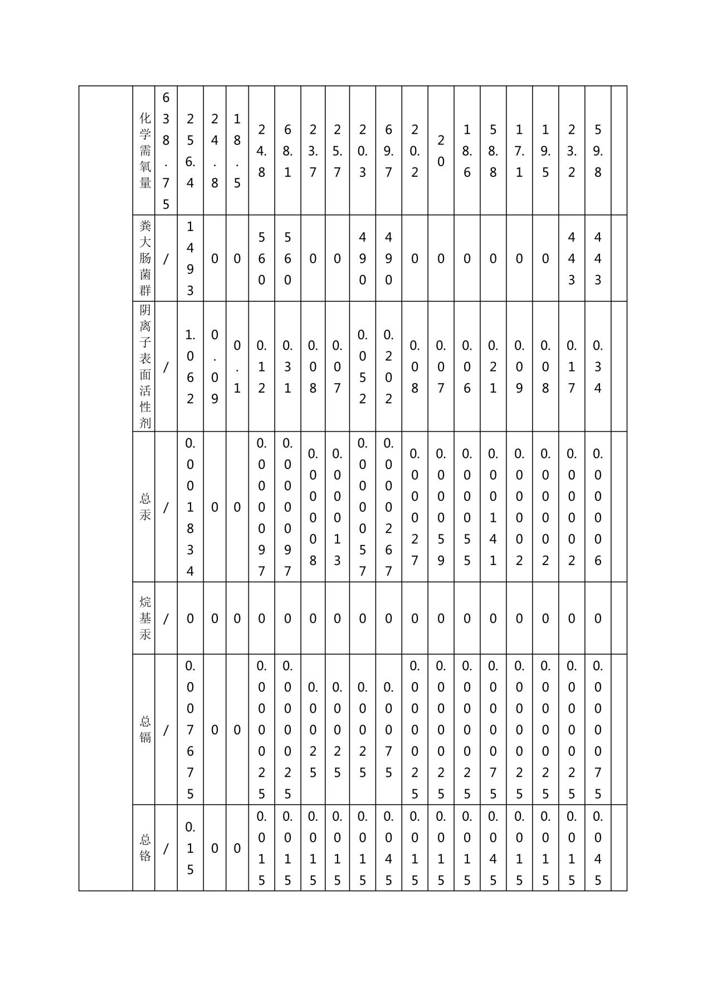 化学需氧量 638.75 256.4 24.8 18.5 24.8 68.1 23.7 25.7 20.3 69.7 20.2 20 18.6 58.8 17.1 19.5 23.2 59.8
粪大肠菌群 / 1493 0 0 560 560 0 0 490 490 0 0 0 0 0 0 443 443
阴离子表面活性剂 / 1.062 0.09 0.1 0.12 0.31 0.08 0.07 0.052 0.202 0.08 0.07 0.06 0.21 0.09 0.08 0.17 0.34
总汞 / 0.001834 0 0 0.000097 0.000097 0.00008 0.00013 0.000057 0.000267 0.00027 0.00059 0.00055 0.00141 0.00002 0.00002 0.00002 0.00006
烷基汞 / 0 0 0 0 0 0 0 0 0 0 0 0 0 0 0 0 0
总镉 / 0.007675 0 0 0.000025 0.000025 0.0025 0.0025 0.0025 0.0075 0.000025 0.000025 0.000025 0.000075 0.000025 0.000025 0.000025 0.000075
总铬 / 0.15 0 0 0.015 0.015 0.015 0.015 0.015 0.045 0.015 0.015 0.015 0.045 0.015 0.015 0.015 0.045